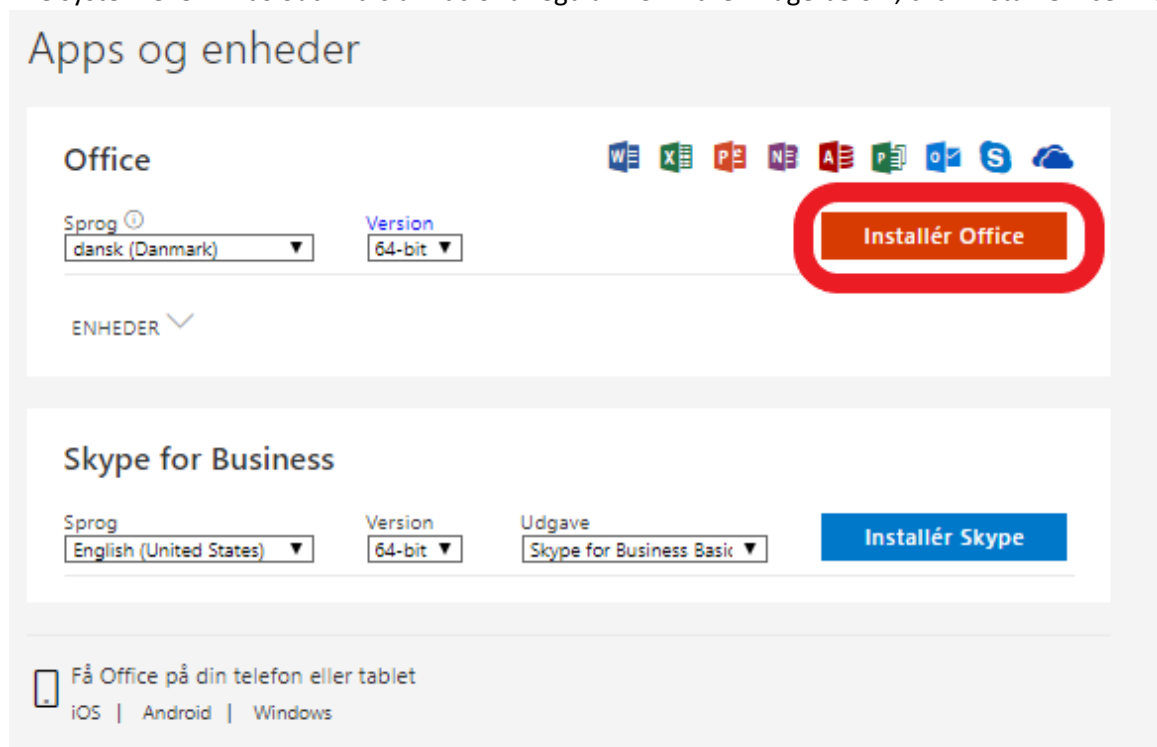 Apps og enheder
Office
Sprog
Version
dansk (Danmark)
64-bit
Installér Office
ENHEDER
Skype for Business
Sprog
Version
Udgave
English (United States)
64-bit
Skype for Business Basic
Installér Skype
Få Office på din telefon eller tablet
iOS | Android | Windows